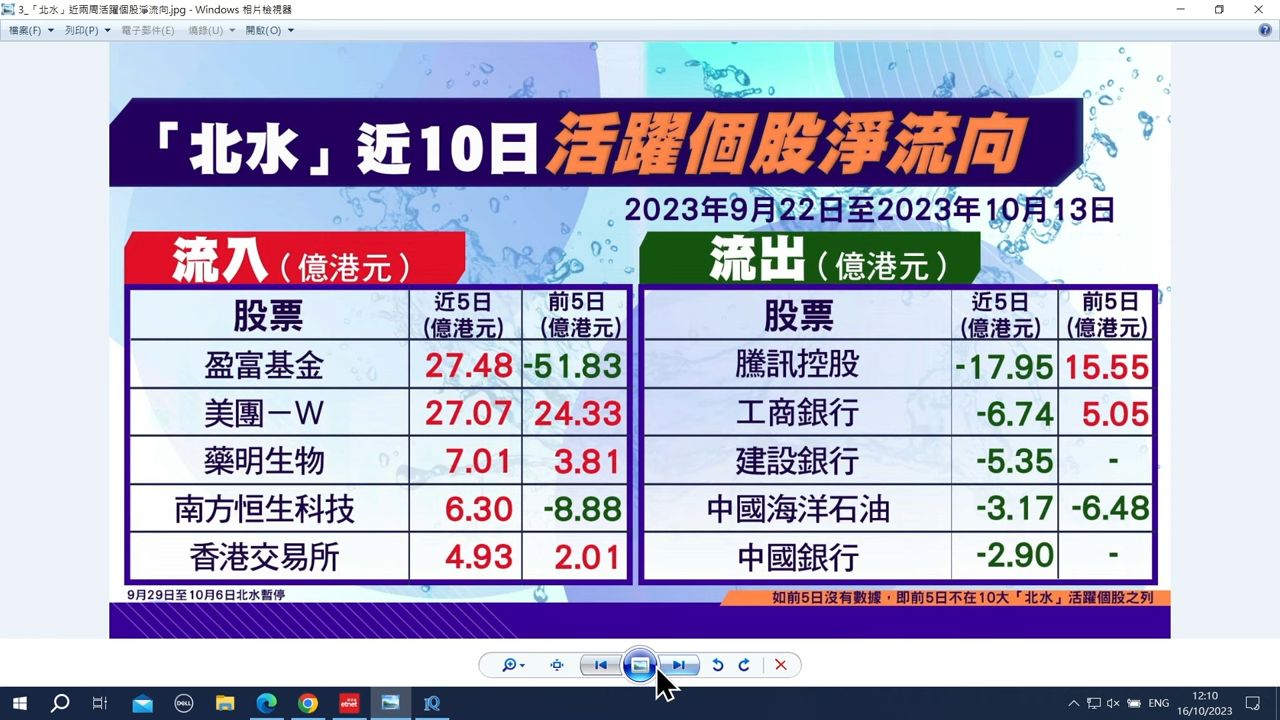 3_「北水」近兩周活躍個股淨流向.jpg - Windows 相片檢視器
檔案(F) 列印(P) 電子郵件(E) 燒錄(U) 開啟(O)
「北水」近10日活躍個股淨流向
2023年9月22日至2023年10月13日
流入(億港元)
股票 近5日(億港元) 前5日(億港元)
盈富基金 27.48 -51.83
美團－W 27.07 24.33
藥明生物 7.01 3.81
南方恒生科技 6.30 -8.88
香港交易所 4.93 2.01
9月29日至10月6日北水暫停
流出(億港元)
股票 近5日(億港元) 前5日(億港元)
騰訊控股 -17.95 15.55
工商銀行 -6.74 5.05
建設銀行 -5.35 -
中國海洋石油 -3.17 -6.48
中國銀行 -2.90 -
如前5日沒有數據，即前5日不在10大「北水」活躍個股之列
DELL
etnet
IQ
ENG
12:10
16/10/2023